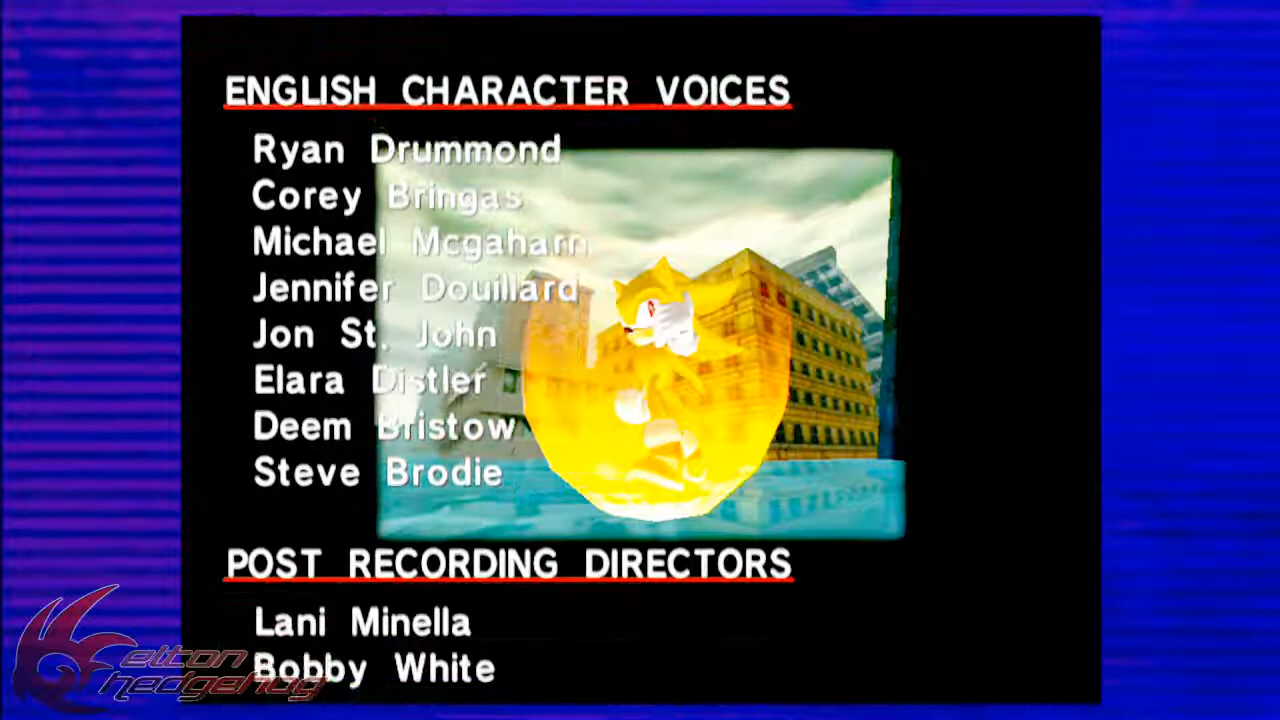 ENGLISH CHARACTER VOICES
Ryan Drummond
Corey Bringas
Michael Mcgaharn
Jennifer Douillard
Jon St. John
Elara Distler
Deem Bristow
Steve Brodie
POST RECORDING DIRECTORS
Lani Minella
Bobby White
elton
hedgehog